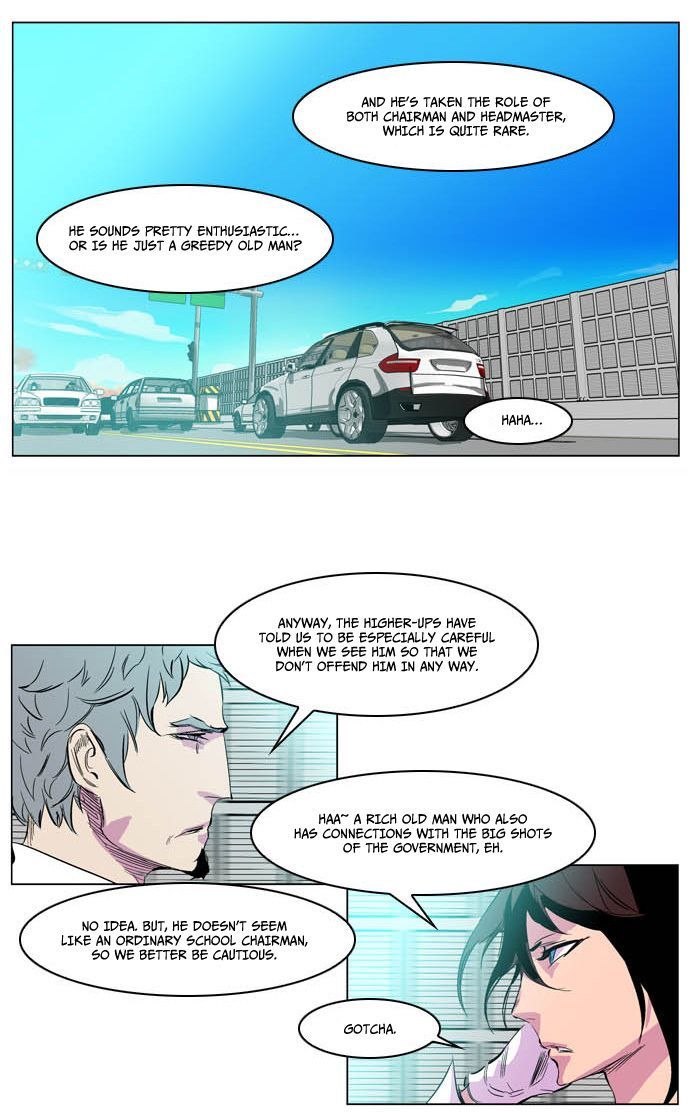 AND HE'S TAKEN THE ROLE OF
BOTH CHAIRMAN AND HEADMASTER,
WHICH IS QUITE RARE.
HE SOUNDS PRETTY ENTHUSIASTIC...
OR IS HE JUST A GREEDY OLD MAN?
HAHA...
ANYWAY, THE HIGHER-UPS HAVE
TOLD US TO BE ESPECIALLY CAREFUL
WHEN WE SEE HIM SO THAT WE
DON'T OFFEND HIM IN ANY WAY.
HAA~ A RICH OLD MAN WHO ALSO
HAS CONNECTIONS WITH THE BIG SHOTS
OF THE GOVERNMENT, EH.
NO IDEA. BUT, HE DOESN'T SEEM
LIKE AN ORDINARY SCHOOL CHAIRMAN,
SO WE BETTER BE CAUTIOUS.
GOTCHA.